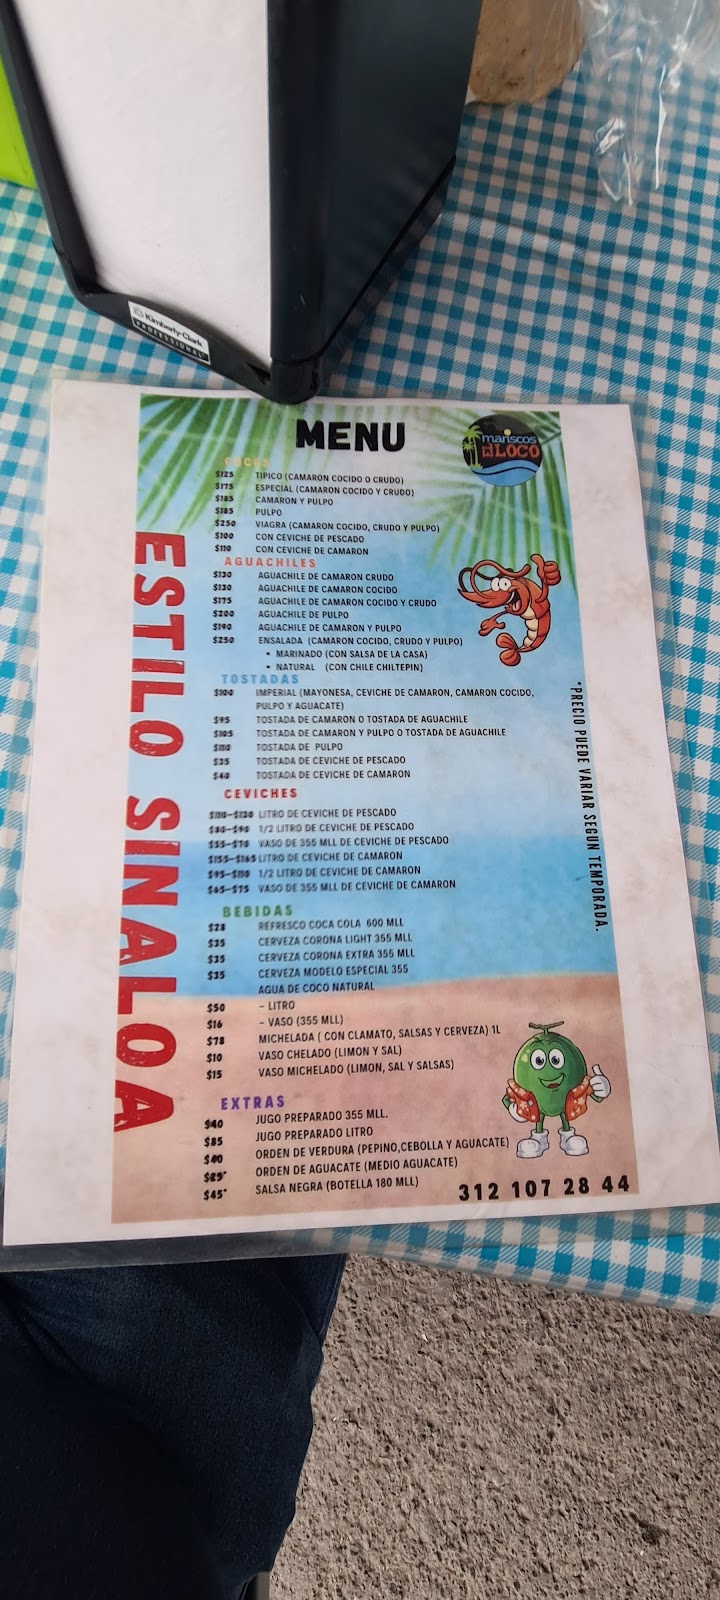 Kimberly-Clark
PROFESSIONAL
MENU
mariscos
EL LOCO
COCOS
$125 TIPICO (CAMARON COCIDO O CRUDO)
$175 ESPECIAL (CAMARON COCIDO Y CRUDO)
$185 CAMARON Y PULPO
$185 PULPO
$250 VIAGRA (CAMARON COCIDO, CRUDO Y PULPO)
$100 CON CEVICHE DE PESCADO
$110 CON CEVICHE DE CAMARON
AGUACHILES
$130 AGUACHILE DE CAMARON CRUDO
$130 AGUACHILE DE CAMARON COCIDO
$175 AGUACHILE DE CAMARON COCIDO Y CRUDO
$200 AGUACHILE DE PULPO
$190 AGUACHILE DE CAMARON Y PULPO
$250 ENSALADA (CAMARON COCIDO, CRUDO Y PULPO)
• MARINADO (CON SALSA DE LA CASA)
• NATURAL (CON CHILE CHILTEPIN)
TOSTADAS
$100 IMPERIAL (MAYONESA, CEVICHE DE CAMARON, CAMARON COCIDO,
PULPO Y AGUACATE)
$95 TOSTADA DE CAMARON O TOSTADA DE AGUACHILE
$105 TOSTADA DE CAMARON Y PULPO O TOSTADA DE AGUACHILE
$110 TOSTADA DE PULPO
$35 TOSTADA DE CEVICHE DE PESCADO
$40 TOSTADA DE CEVICHE DE CAMARON
CEVICHES
$110-$130 LITRO DE CEVICHE DE PESCADO
$80-$90 1/2 LITRO DE CEVICHE DE PESCADO
$55-$70 VASO DE 355 MLL DE CEVICHE DE PESCADO
$155-$165 LITRO DE CEVICHE DE CAMARON
$95-$110 1/2 LITRO DE CEVICHE DE CAMARON
$65-$75 VASO DE 355 MLL DE CEVICHE DE CAMARON
BEBIDAS
$28 REFRESCO COCA COLA 600 MLL
$35 CERVEZA CORONA LIGHT 355 MLL
$35 CERVEZA CORONA EXTRA 355 MLL
$35 CERVEZA MODELO ESPECIAL 355
AGUA DE COCO NATURAL
$50 - LITRO
$16 - VASO (355 MLL)
$78 MICHELADA ( CON CLAMATO, SALSAS Y CERVEZA) 1L
$10 VASO CHELADO (LIMON Y SAL)
$15 VASO MICHELADO (LIMON, SAL Y SALSAS)
EXTRAS
$40 JUGO PREPARADO 355 MLL.
$85 JUGO PREPARADO LITRO
$40 ORDEN DE VERDURA (PEPINO,CEBOLLA Y AGUACATE)
$25* ORDEN DE AGUACATE (MEDIO AGUACATE)
$45* SALSA NEGRA (BOTELLA 180 MLL)
312 107 28 44
ESTILO SINALOA
*PRECIO PUEDE VARIAR SEGUN TEMPORADA.